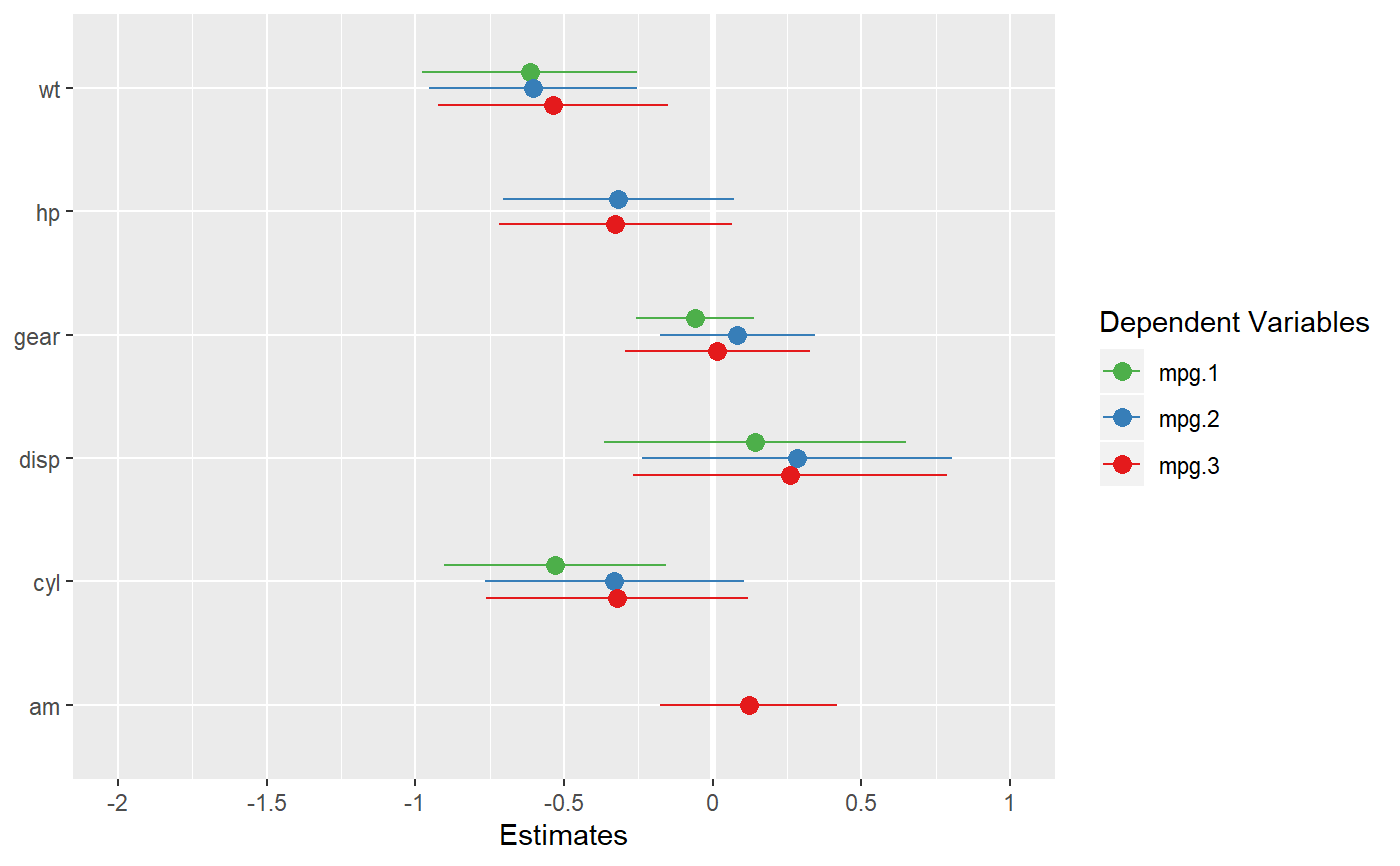 wt
hp
gear
disp
cyl
am
-2 -1.5 -1 -0.5 0 0.5 1
Estimates
Dependent Variables
mpg.1
mpg.2
mpg.3